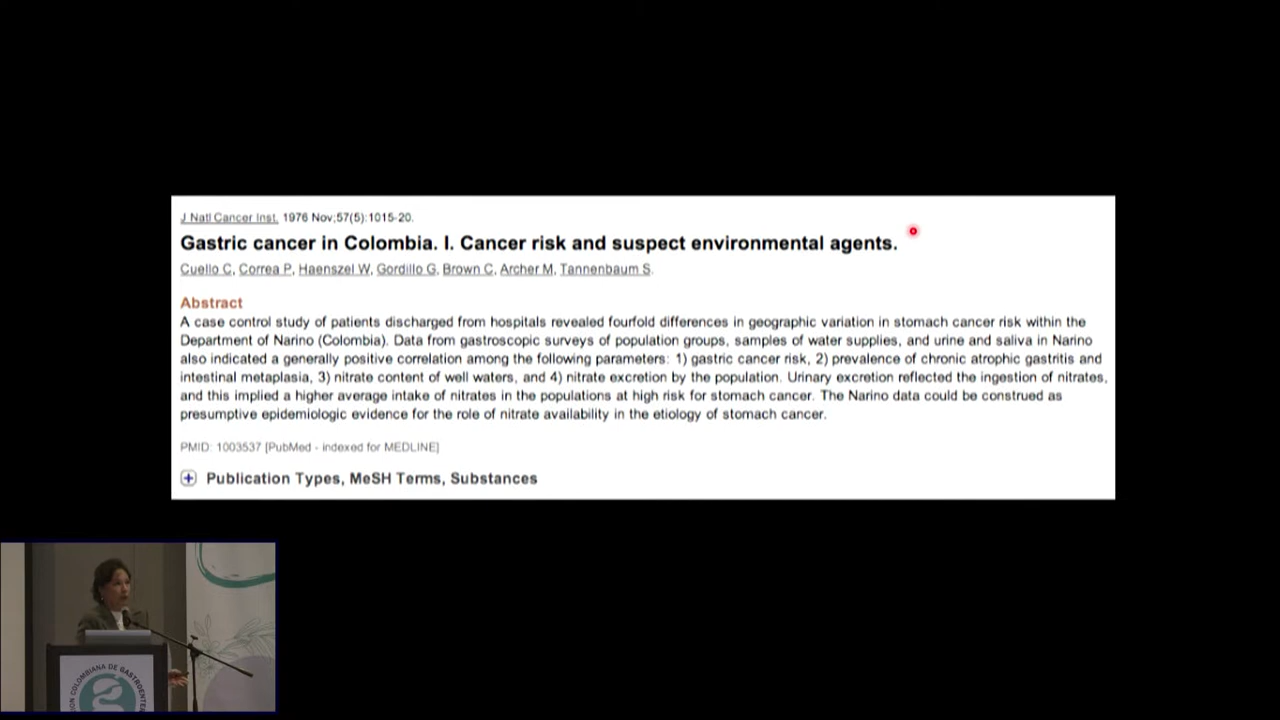 J Natl Cancer Inst. 1976 Nov;57(5):1015-20.
Gastric cancer in Colombia. I. Cancer risk and suspect environmental agents.
Cuello C, Correa P, Haenszel W, Gordillo G, Brown C, Archer M, Tannenbaum S.
Abstract
A case control study of patients discharged from hospitals revealed fourfold differences in geographic variation in stomach cancer risk within the
Department of Narino (Colombia). Data from gastroscopic surveys of population groups, samples of water supplies, and urine and saliva in Narino
also indicated a generally positive correlation among the following parameters: 1) gastric cancer risk, 2) prevalence of chronic atrophic gastritis and
intestinal metaplasia, 3) nitrate content of well waters, and 4) nitrate excretion by the population. Urinary excretion reflected the ingestion of nitrates,
and this implied a higher average intake of nitrates in the populations at high risk for stomach cancer. The Narino data could be construed as
presumptive epidemiologic evidence for the role of nitrate availability in the etiology of stomach cancer.
PMID: 1003537 [PubMed - indexed for MEDLINE]
Publication Types, MeSH Terms, Substances
COLOMBIANA DE